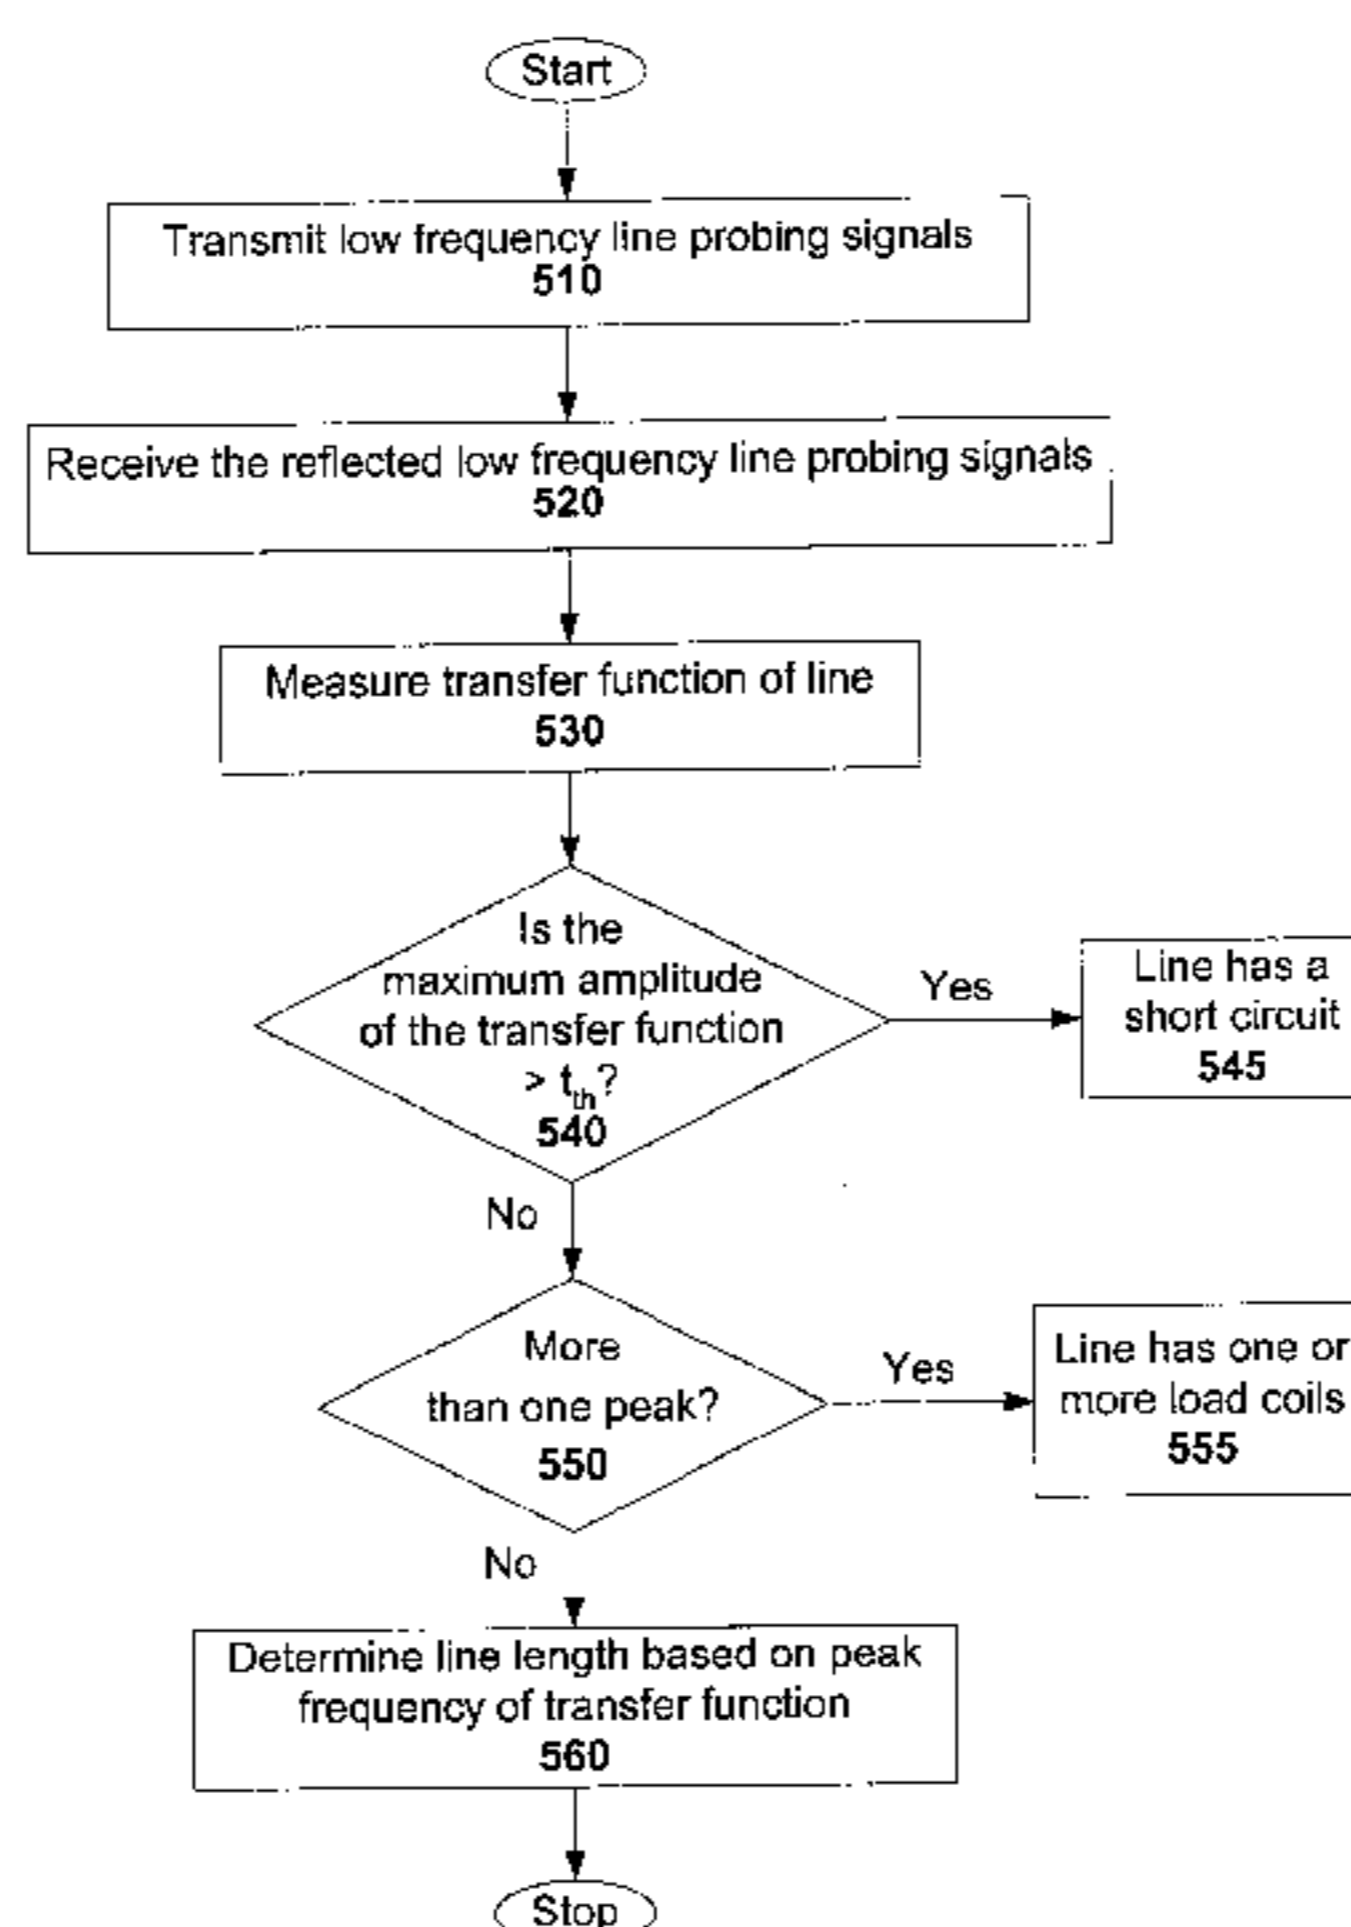 Start
Transmit low frequency line probing signals
510
Receive the reflected low frequency line probing signals
520
Measure transfer function of line
530
Is the
maximum amplitude
of the transfer function
> t_th?
540
Yes
Line has a
short circuit
545
No
More
than one peak?
550
Yes
Line has one or
more load coils
555
No
Determine line length based on peak
frequency of transfer function
560
Stop